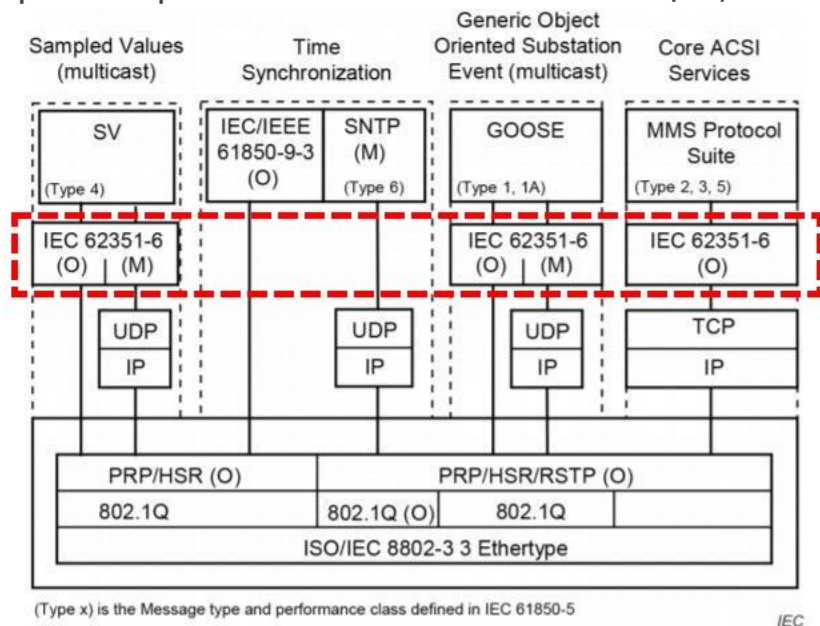 Sampled Values
(multicast)
Time
Synchronization
Generic Object
Oriented Substation
Event (multicast)
Core ACSI
Services
SV
(Type 4)
IEC/IEEE
61850-9-3
(O)
SNTP
(M)
(Type 6)
GOOSE
(Type 1, 1A)
MMS Protocol
Suite
(Type 2, 3, 5)
IEC 62351-6
(O) | (M)
IEC 62351-6
(O) | (M)
IEC 62351-6
(O)
UDP
IP
UDP
IP
UDP
IP
TCP
IP
PRP/HSR (O)
PRP/HSR/RSTP (O)
802.1Q
802.1Q (O)
802.1Q
ISO/IEC 8802-3 3 Ethertype
(Type x) is the Message type and performance class defined in IEC 61850-5
IEC